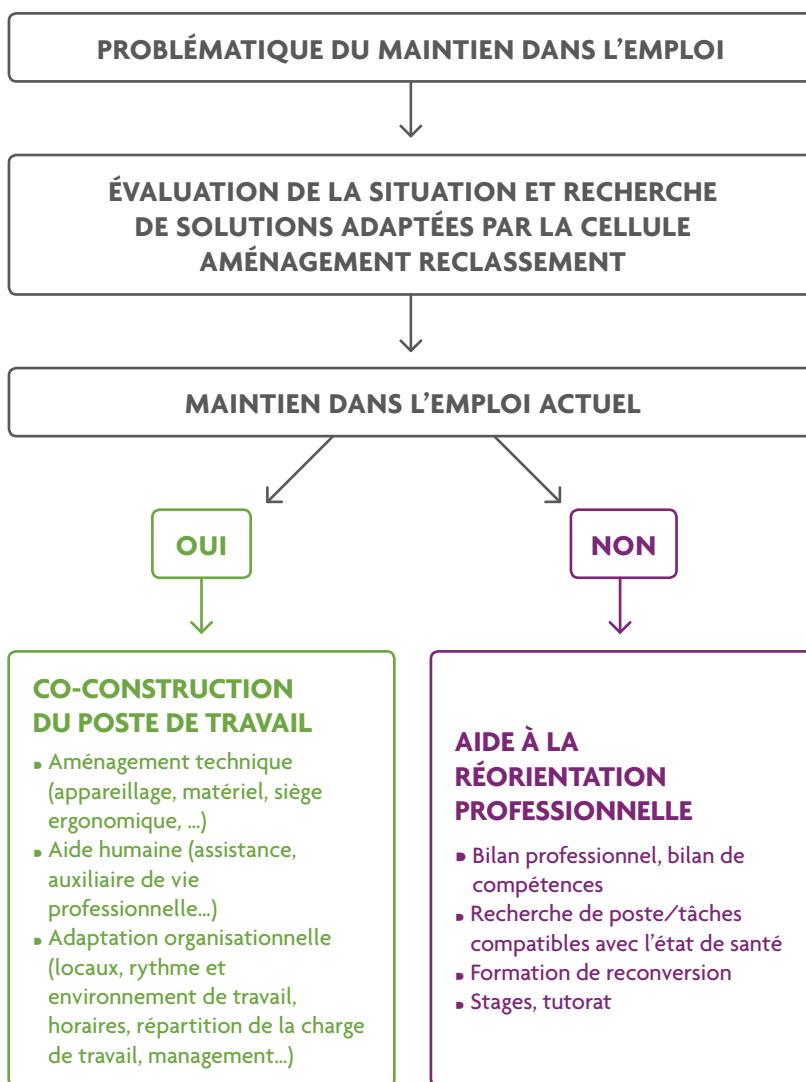 PROBLÉMATIQUE DU MAINTIEN DANS L’EMPLOI
ÉVALUATION DE LA SITUATION ET RECHERCHE
DE SOLUTIONS ADAPTÉES PAR LA CELLULE
AMÉNAGEMENT RECLASSEMENT
MAINTIEN DANS L’EMPLOI ACTUEL
OUI
NON
CO-CONSTRUCTION
DU POSTE DE TRAVAIL
Aménagement technique
(appareillage, matériel, siège
ergonomique, …)
Aide humaine (assistance,
auxiliaire de vie
professionnelle…)
Adaptation organisationnelle
(locaux, rythme et
environnement de travail,
horaires, répartition de la charge
de travail, management…)
AIDE À LA
RÉORIENTATION
PROFESSIONNELLE
Bilan professionnel, bilan de
compétences
Recherche de poste/tâches
compatibles avec l’état de santé
Formation de reconversion
Stages, tutorat